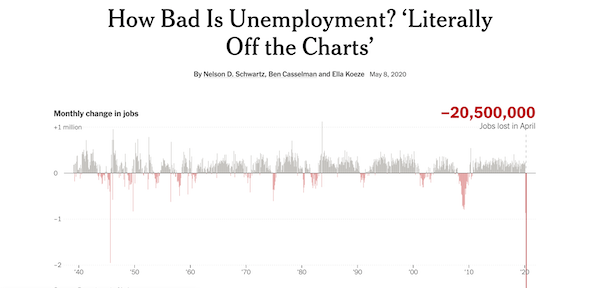 How Bad Is Unemployment? ‘Literally
Off the Charts’
By Nelson D. Schwartz, Ben Casselman and Ella Koeze May 8, 2020
Monthly change in jobs
−20,500,000
Jobs lost in April
+1 million
0
−1
−2
’40 ’50 ’60 ’70 ’80 ’90 ’00 ’10 ’20